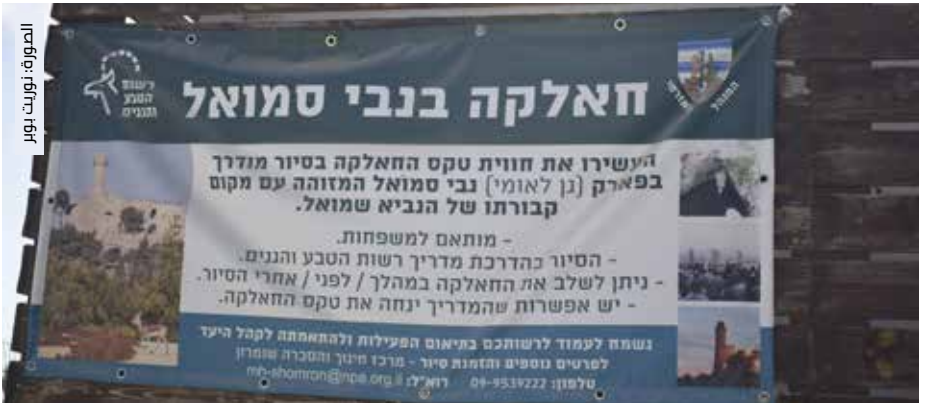 חאלקה בנבי סמואל
רשות
הטבע
והגנים
העשירו את חווית טקס החאלקה בסיור מודרך
בפארק (גן לאומי) נבי סמואל המזוהה עם מקום
קבורתו של הנביא שמואל.
- מותאם למשפחות.
- הסיור בהדרכת מדריך רשות הטבע והגנים.
- ניתן לשלב את החאלקה במהלך / לפני / אחרי הסיור.
- יש אפשרות שהמדריך ינחה את טקס החאלקה.
נשמח לעמוד לרשותכם בתיאום הפעילות ולהתאמתה לקהל היעד
לפרטים נוספים והזמנת סיור - מרכז חינוך והסברה שומרון
טלפון: 09-9539222 דוא"ל: mh-shomron@npa.org.il